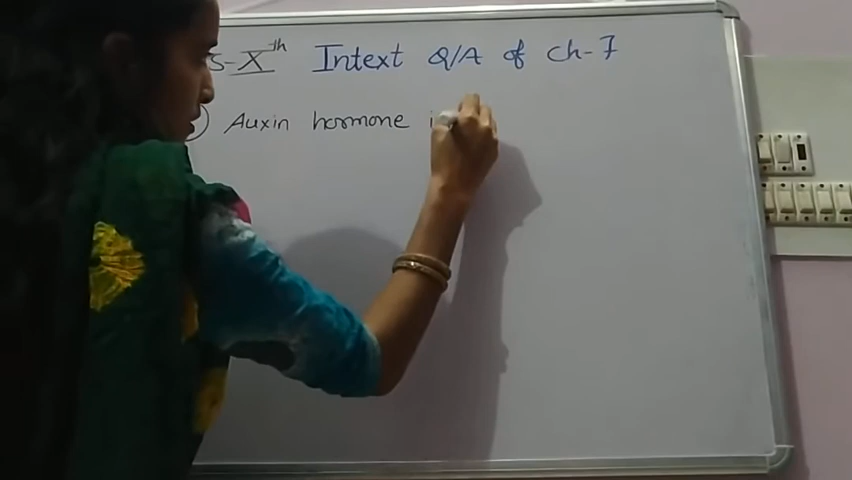 S-Xth Intext Q/A of Ch-7
Auxin hormone i